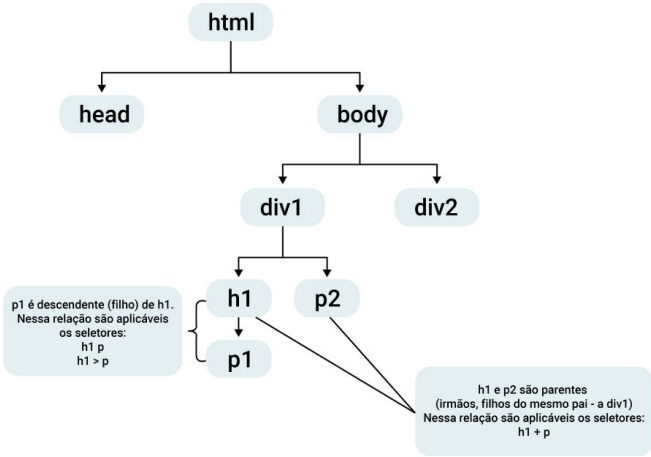 html
head
body
div1
div2
h1
p2
p1 é descendente (filho) de h1.
Nessa relação são aplicáveis
os seletores:
h1 p
h1 > p
p1
h1 e p2 são parentes
(irmãos, filhos do mesmo pai - a div1)
Nessa relação são aplicáveis os seletores:
h1 + p